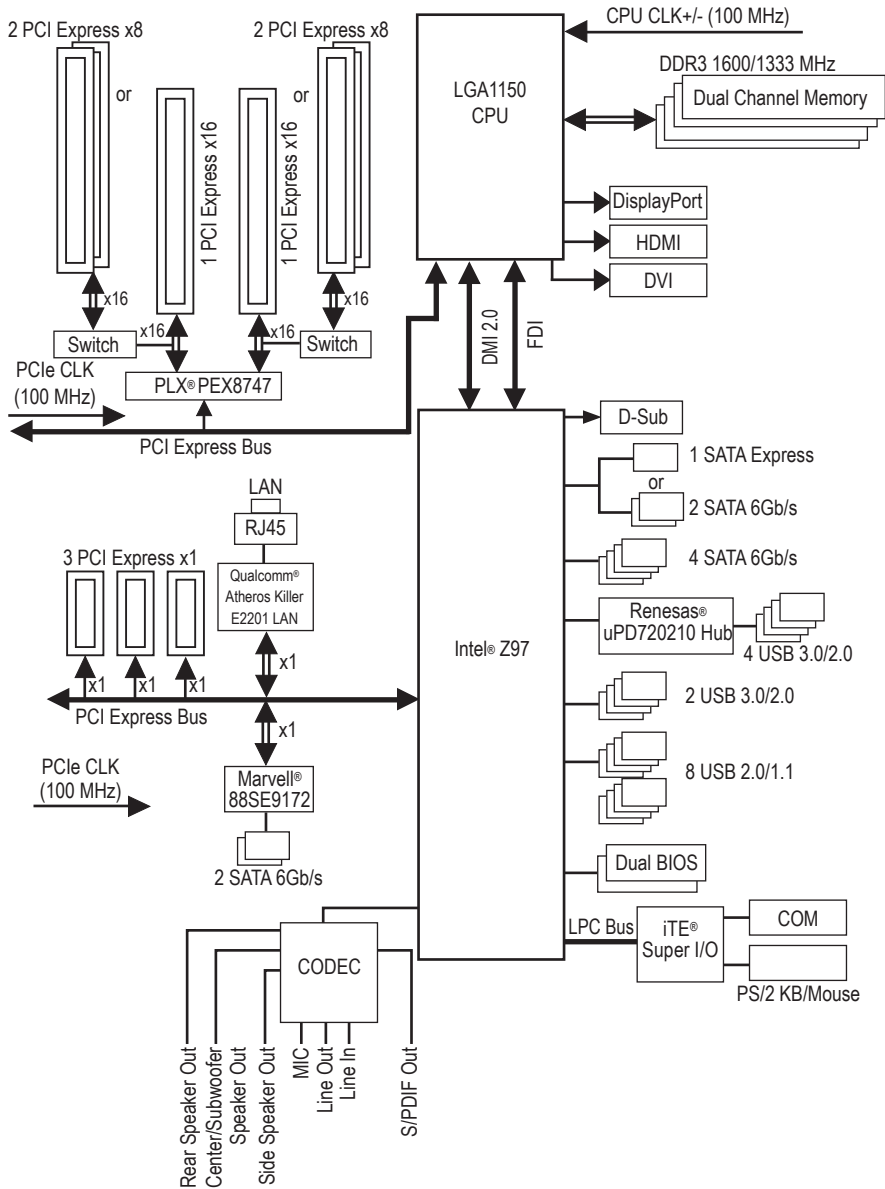 2 PCI Express x8
or
1 PCI Express x16
1 PCI Express x16
2 PCI Express x8
or
x16
x16
x16
x16
Switch
Switch
PLX® PEX8747
PCIe CLK
(100 MHz)
PCI Express Bus
LGA1150
CPU
CPU CLK+/- (100 MHz)
DDR3 1600/1333 MHz
Dual Channel Memory
DisplayPort
HDMI
DVI
DMI 2.0
FDI
Intel® Z97
D-Sub
1 SATA Express
or
2 SATA 6Gb/s
4 SATA 6Gb/s
Renesas®
uPD720210 Hub
4 USB 3.0/2.0
2 USB 3.0/2.0
8 USB 2.0/1.1
Dual BIOS
LPC Bus
iTE®
Super I/O
COM
PS/2 KB/Mouse
LAN
RJ45
Qualcomm®
Atheros Killer
E2201 LAN
x1
3 PCI Express x1
x1
x1
x1
PCI Express Bus
x1
PCIe CLK
(100 MHz)
Marvell®
88SE9172
2 SATA 6Gb/s
CODEC
Rear Speaker Out
Center/Subwoofer
Speaker Out
Side Speaker Out
MIC
Line Out
Line In
S/PDIF Out